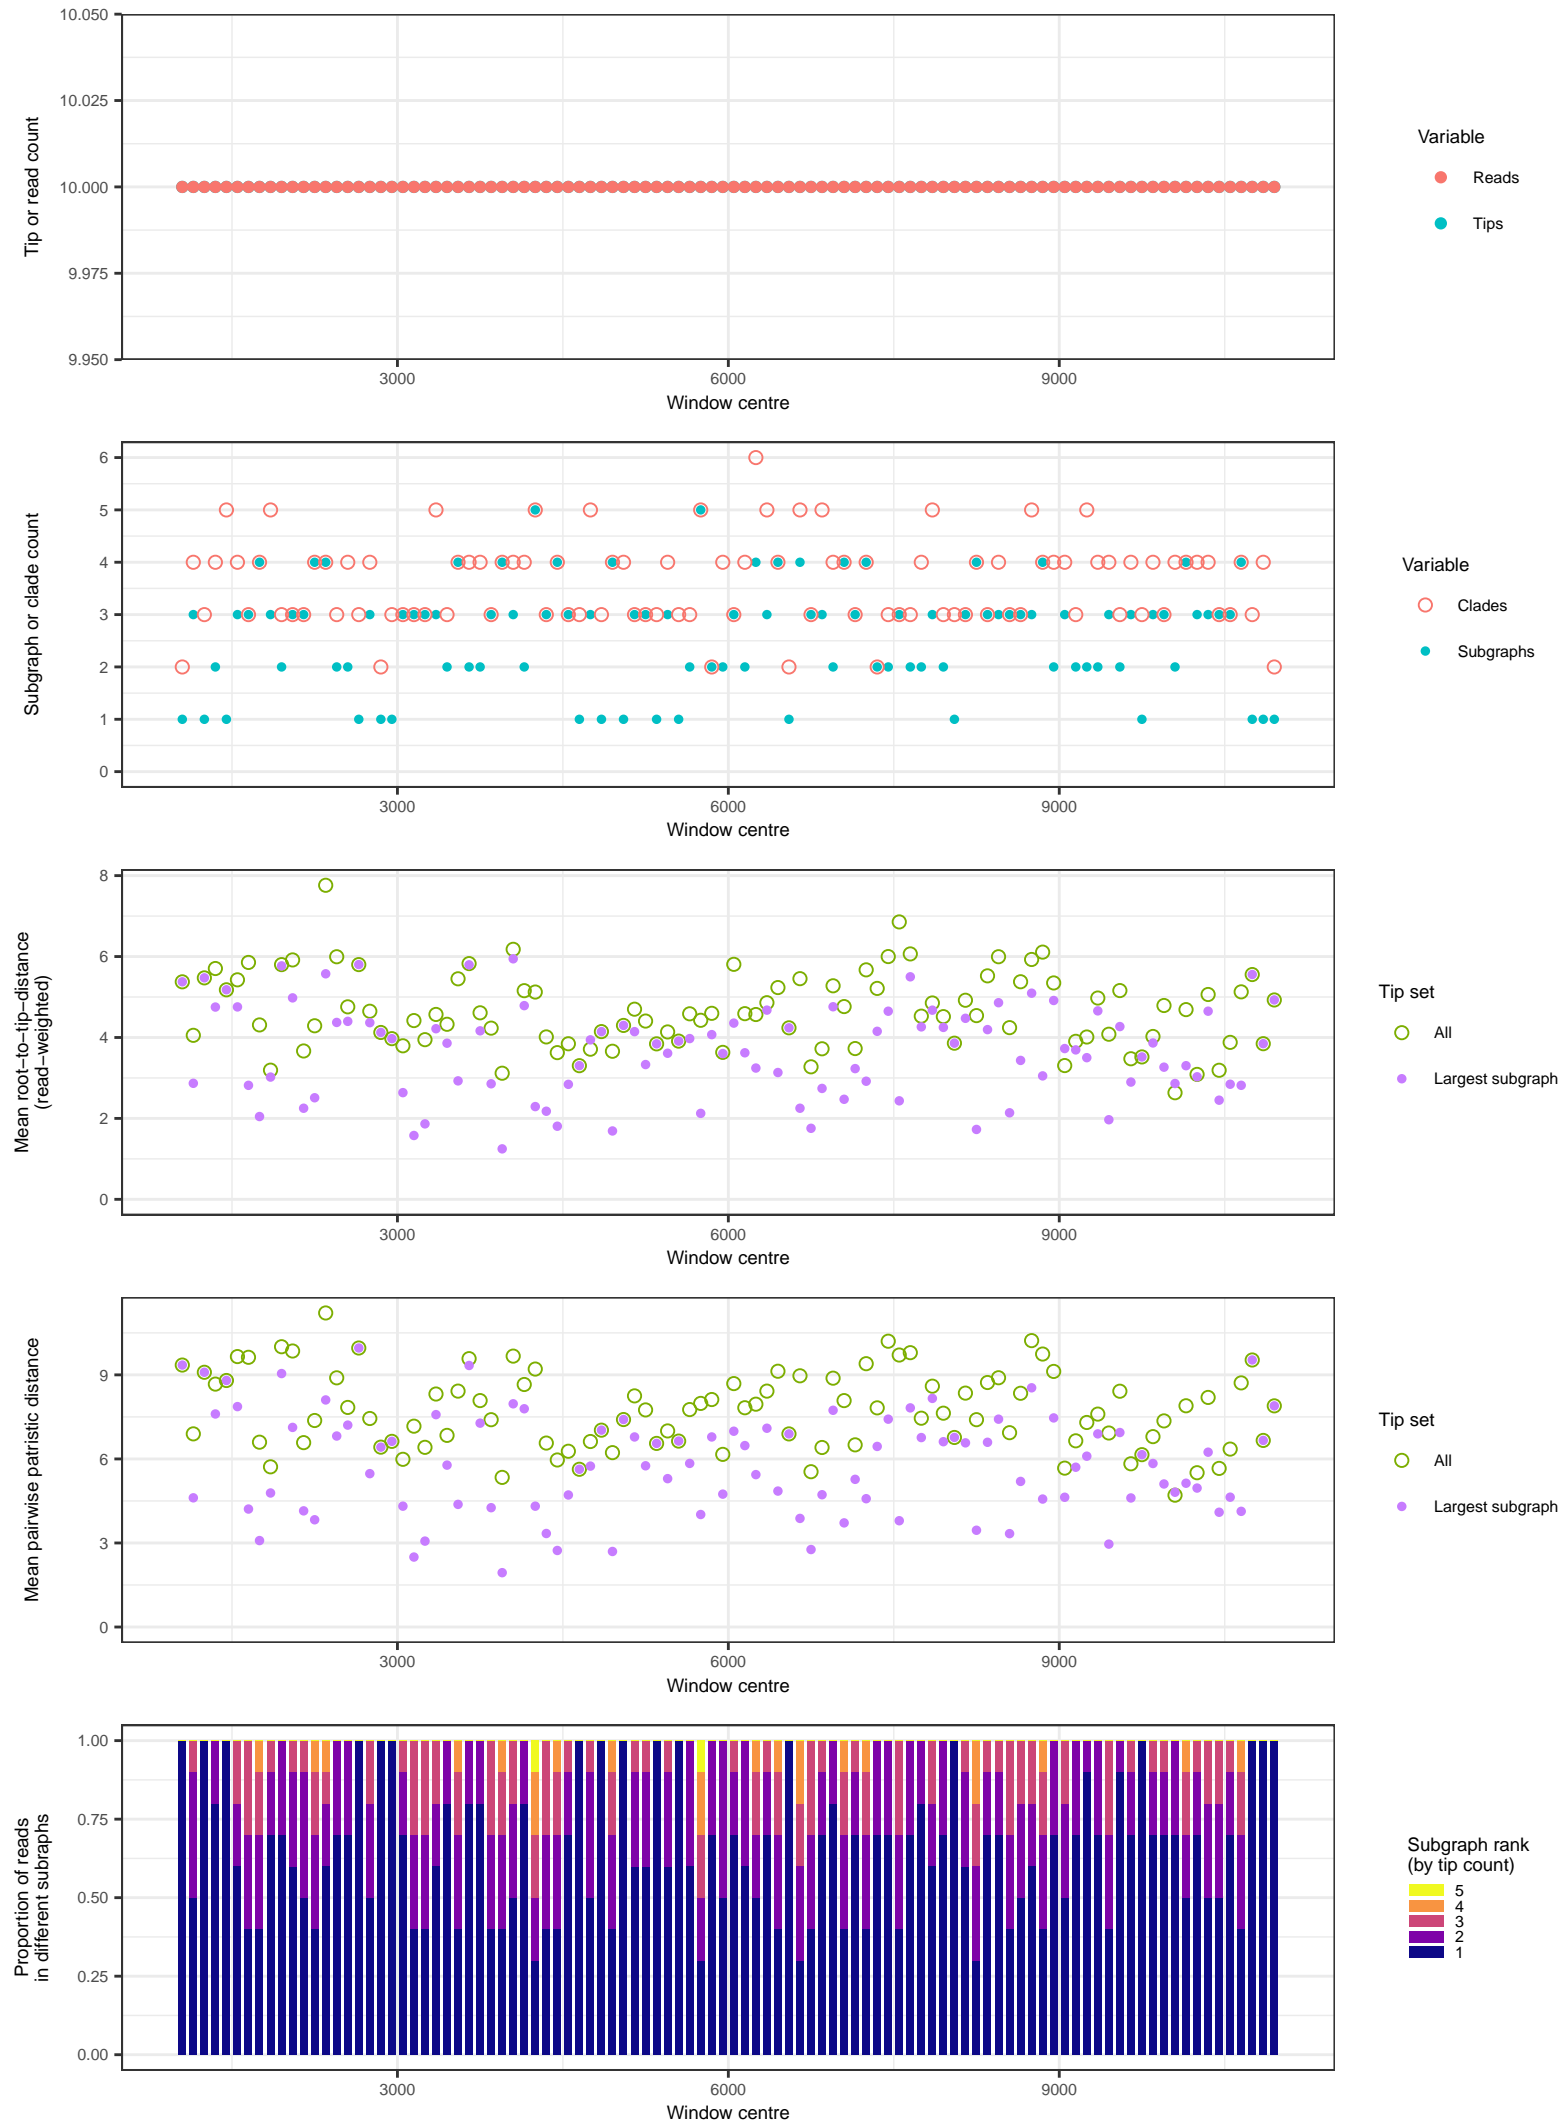 10.050
10.025
10.000
9.975
9.950
Tip or read count
3000 6000 9000
Window centre
Variable
Reads
Tips
6
5
4
3
2
1
0
Subgraph or clade count
3000 6000 9000
Window centre
Variable
Clades
Subgraphs
8
6
4
2
0
Mean root−to−tip−distance
(read−weighted)
3000 6000 9000
Window centre
Tip set
All
Largest subgraph
9
6
3
0
Mean pairwise patristic distance
3000 6000 9000
Window centre
Tip set
All
Largest subgraph
1.00
0.75
0.50
0.25
0.00
Proportion of reads
in different subraphs
3000 6000 9000
Window centre
Subgraph rank
(by tip count)
5
4
3
2
1